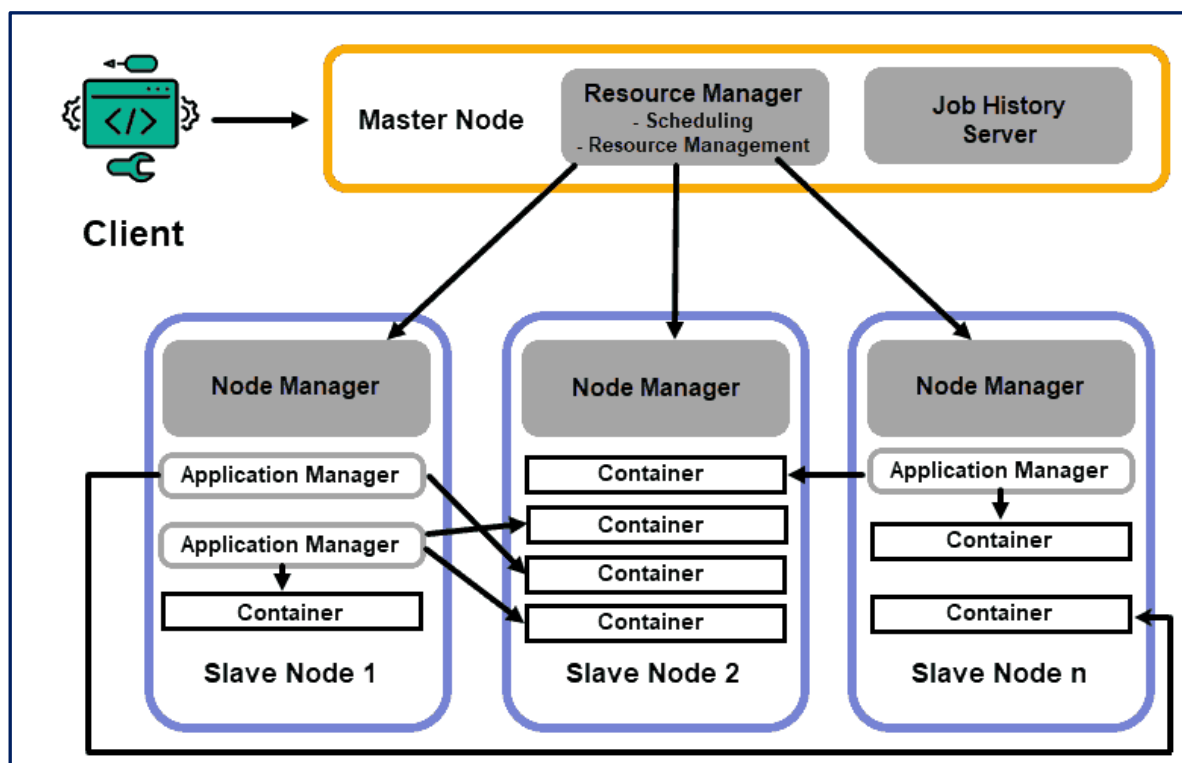 </>
Client
Master Node
Resource Manager
- Scheduling
- Resource Management
Job History
Server
Node Manager
Application Manager
Application Manager
Container
Slave Node 1
Node Manager
Container
Container
Container
Container
Slave Node 2
Node Manager
Application Manager
Container
Container
Slave Node n